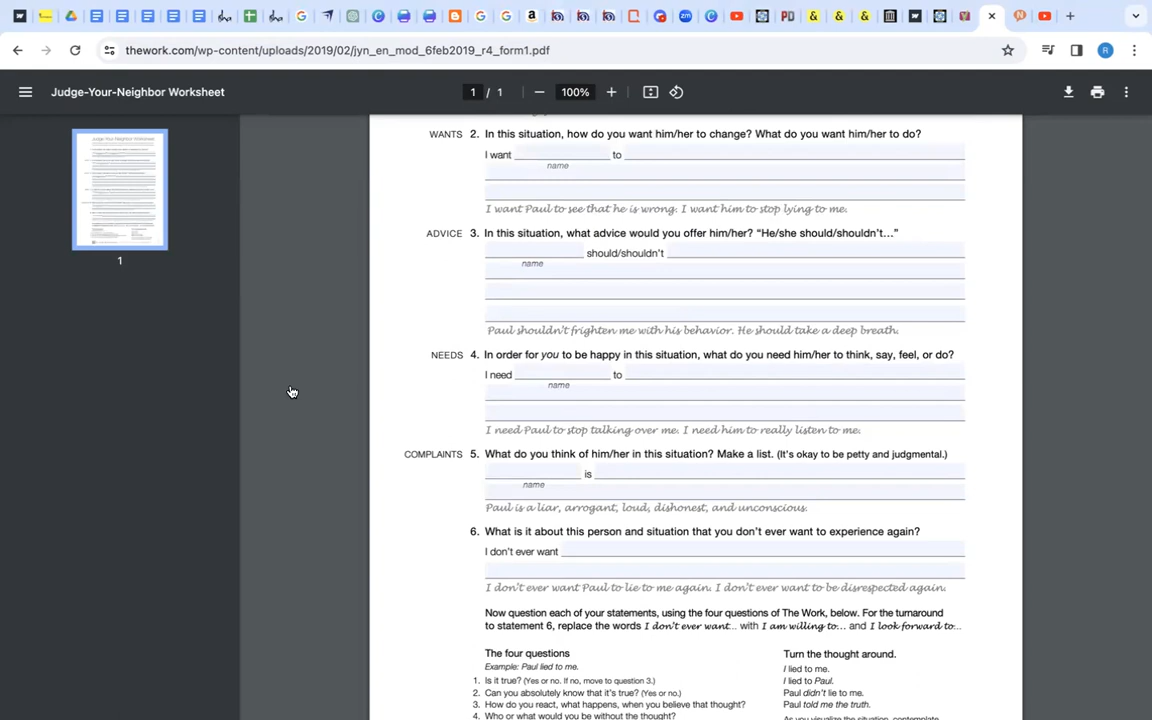 thework.com/wp-content/uploads/2019/02/jyn_en_mod_6feb2019_r4_form1.pdf
R
Judge-Your-Neighbor Worksheet
1 / 1
100%
1
WANTS 2. In this situation, how do you want him/her to change? What do you want him/her to do?
I want to
name
I want Paul to see that he is wrong. I want him to stop lying to me.
ADVICE 3. In this situation, what advice would you offer him/her? “He/she should/shouldn’t…”
should/shouldn’t
name
Paul shouldn’t frighten me with his behavior. He should take a deep breath.
NEEDS 4. In order for you to be happy in this situation, what do you need him/her to think, say, feel, or do?
I need to
name
I need Paul to stop talking over me. I need him to really listen to me.
COMPLAINTS 5. What do you think of him/her in this situation? Make a list. (It’s okay to be petty and judgmental.)
is
name
Paul is a liar, arrogant, loud, dishonest, and unconscious.
6. What is it about this person and situation that you don’t ever want to experience again?
I don’t ever want
I don’t ever want Paul to lie to me again. I don’t ever want to be disrespected again.
Now question each of your statements, using the four questions of The Work, below. For the turnaround
to statement 6, replace the words I don’t ever want... with I am willing to... and I look forward to...
The four questions
Example: Paul lied to me.
1. Is it true? (Yes or no. If no, move to question 3.)
2. Can you absolutely know that it’s true? (Yes or no.)
3. How do you react, what happens, when you believe that thought?
4. Who or what would you be without the thought?
Turn the thought around.
I lied to me.
I lied to Paul.
Paul didn’t lie to me.
Paul told me the truth.
As you visualize the situation, contemplate